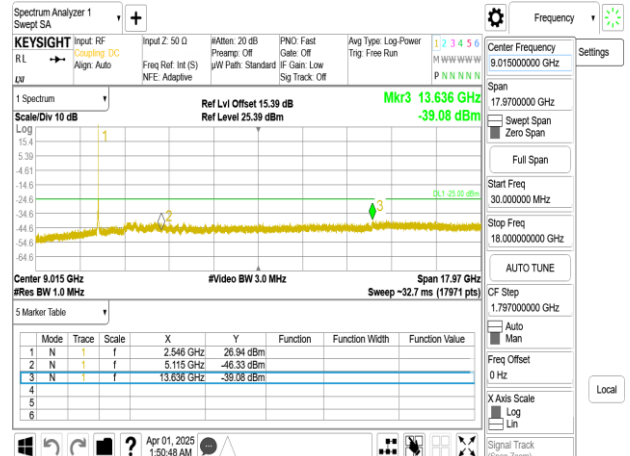 Spectrum Analyzer 1
Swept SA
Frequency
Settings
KEYSIGHT
RL
Input: RF
Coupling: DC
Align: Auto
Input Z: 50 Ω
Freq Ref: Int (S)
NFE: Adaptive
#Atten: 20 dB
Preamp: Off
µW Path: Standard
PNO: Fast
Gate: Off
IF Gain: Low
Sig Track: Off
Avg Type: Log-Power
Trig: Free Run
1 2 3 4 5 6
M W W W W W
P N N N N N
1 Spectrum
Scale/Div 10 dB
Ref Lvl Offset 15.39 dB
Ref Level 25.39 dBm
Mkr3 13.636 GHz
-39.08 dBm
Log
15.4
5.39
-4.61
-14.6
-24.6
-34.6
-44.6
-54.6
-64.6
1
2
3
DL1 -25.00 dBm
Center 9.015 GHz
#Res BW 1.0 MHz
#Video BW 3.0 MHz
Span 17.97 GHz
Sweep ~32.7 ms (17971 pts)
5 Marker Table
Mode Trace Scale X Y Function Function Width Function Value
1 N 1 f 2.546 GHz 26.94 dBm
2 N 1 f 5.115 GHz -46.33 dBm
3 N 1 f 13.636 GHz -39.08 dBm
4
5
6
?
Apr 01, 2025
1:50:48 AM
Center Frequency
9.015000000 GHz
Span
17.9700000 GHz
Swept Span
Zero Span
Full Span
Start Freq
30.000000 MHz
Stop Freq
18.000000000 GHz
AUTO TUNE
CF Step
1.797000000 GHz
Auto
Man
Freq Offset
0 Hz
X Axis Scale
Log
Lin
Signal Track
(Span Zoom)
Local